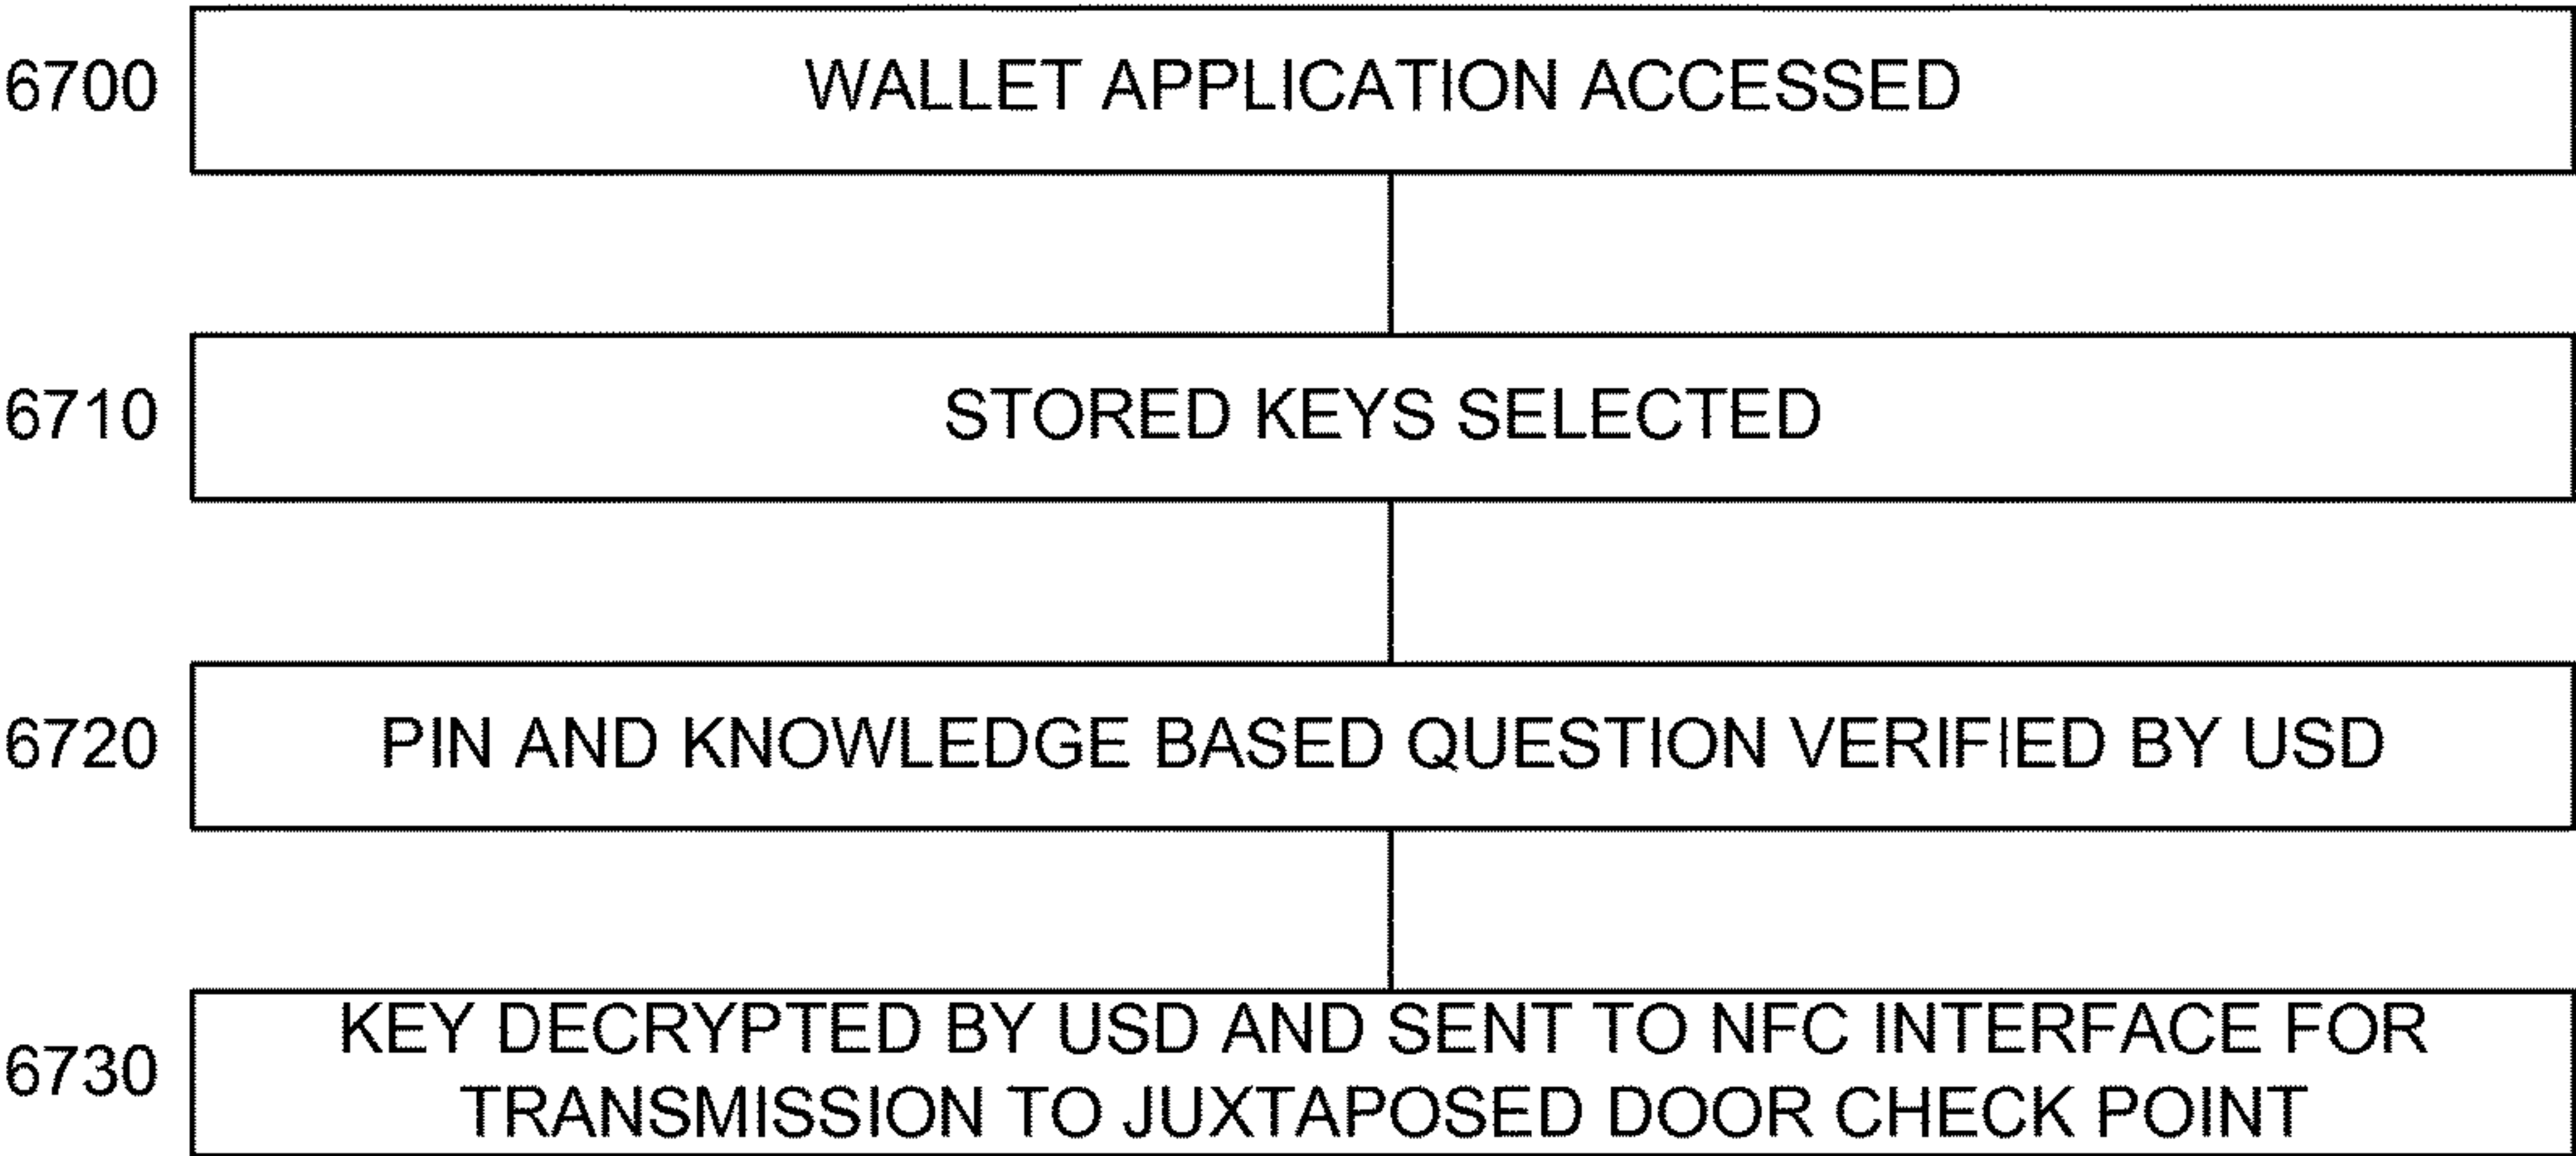 6700
WALLET APPLICATION ACCESSED
6710
STORED KEYS SELECTED
6720
PIN AND KNOWLEDGE BASED QUESTION VERIFIED BY USD
6730
KEY DECRYPTED BY USD AND SENT TO NFC INTERFACE FOR
TRANSMISSION TO JUXTAPOSED DOOR CHECK POINT